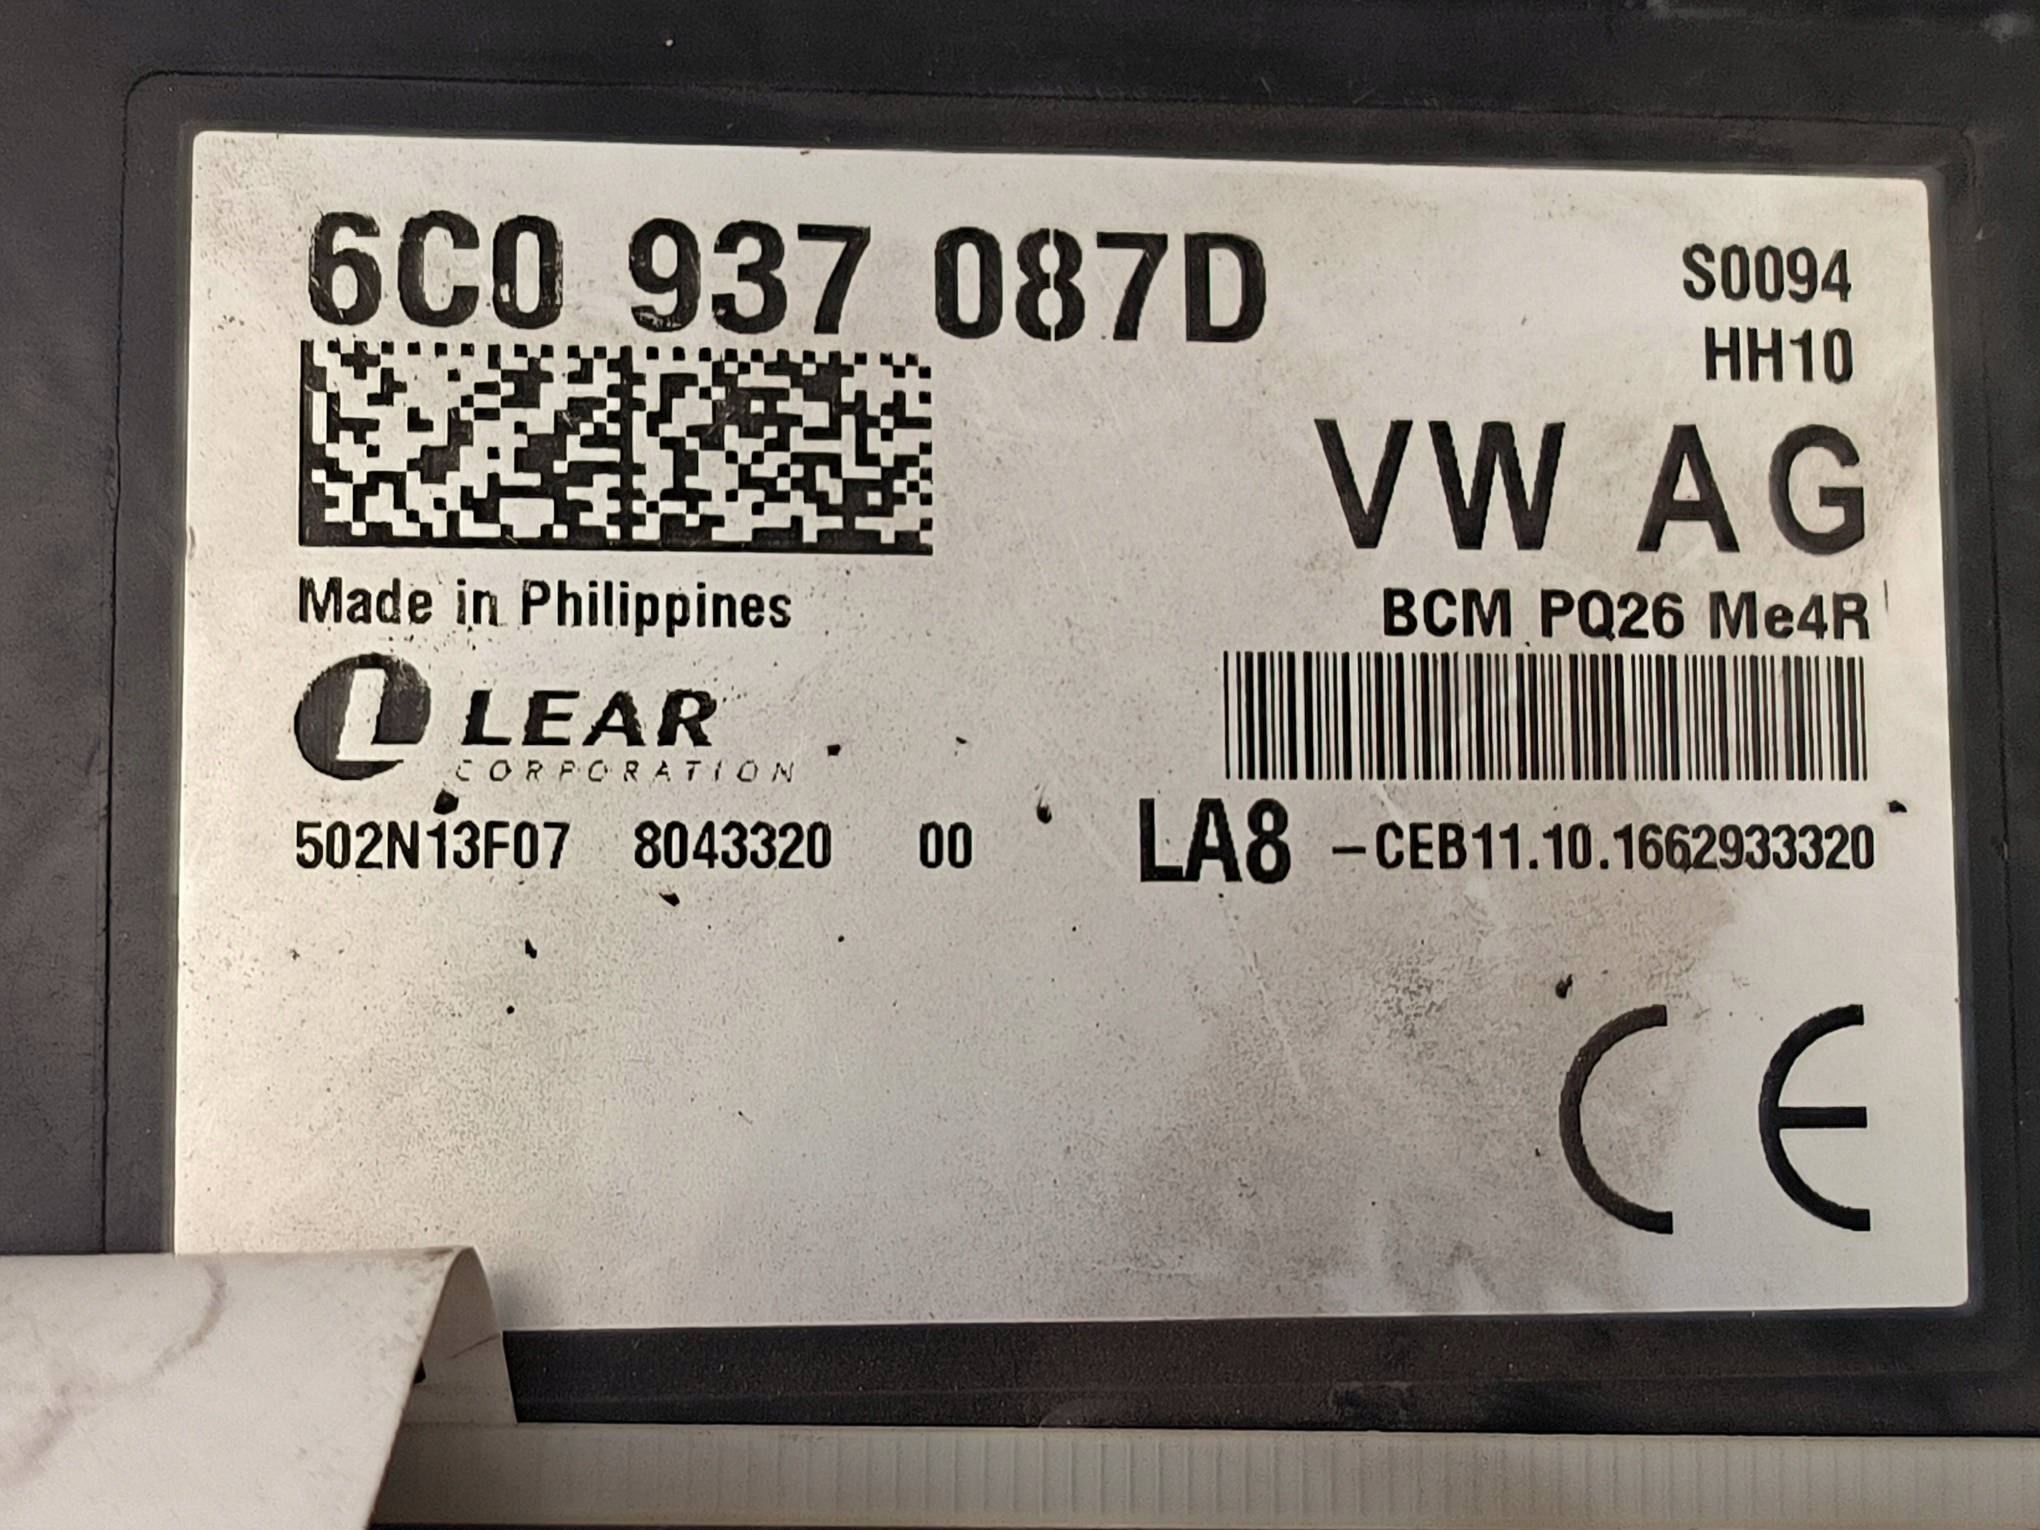 6C0 937 087D
S0094
HH10
VW AG
Made in Philippines
BCM PQ26 Me4R
LEAR
CORPORATION
502N13F07 8043320 00
LA8 -CEB11.10.1662933320
CE